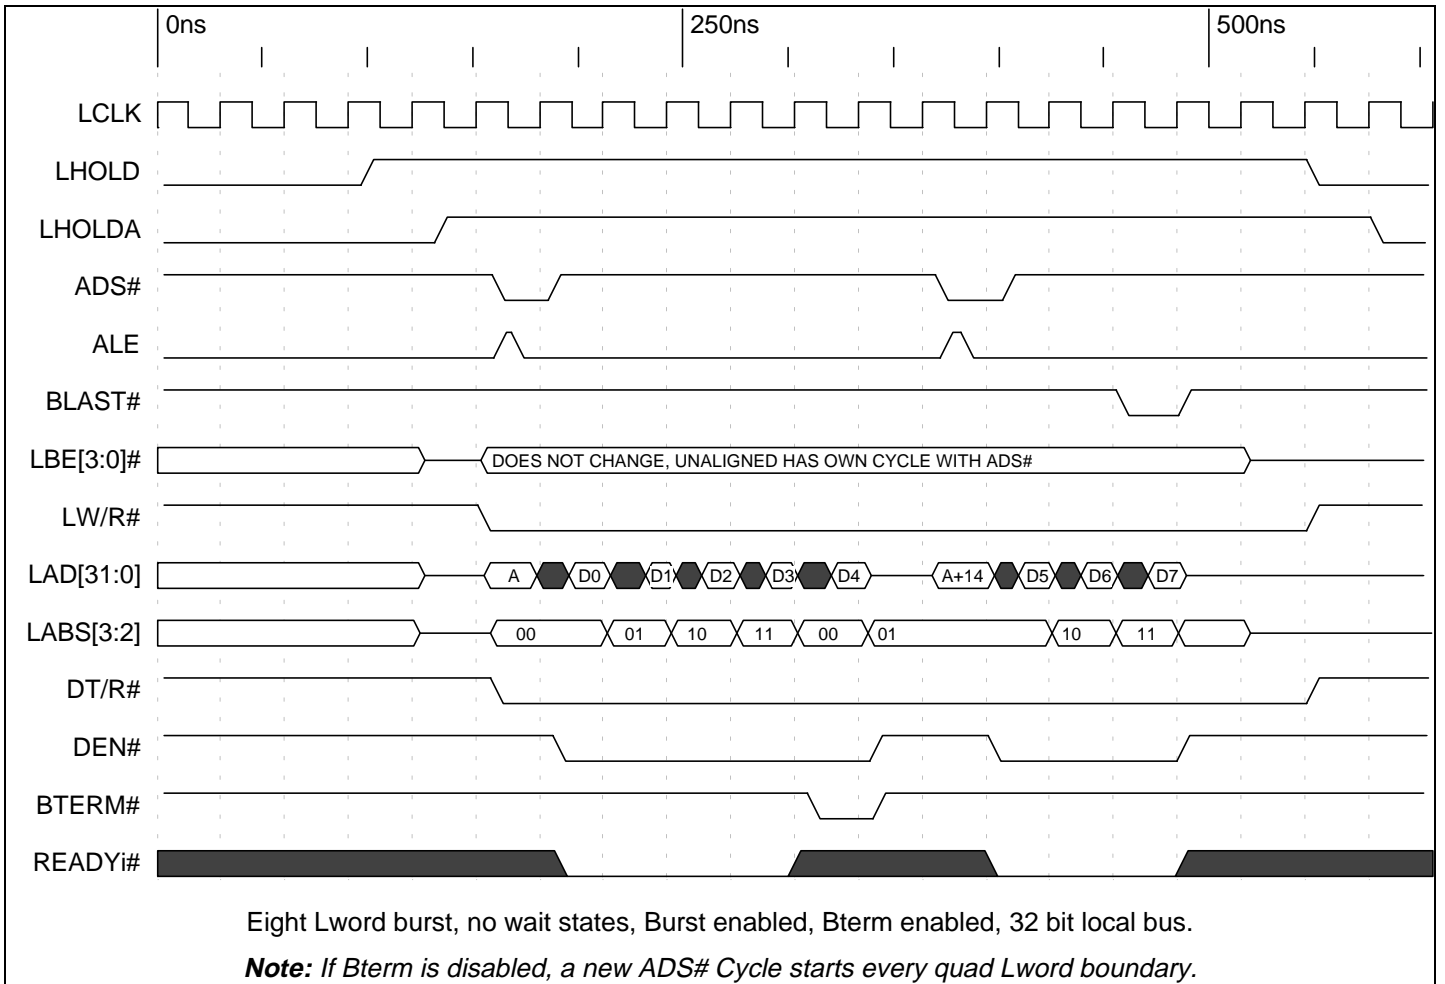 0ns 250ns 500ns
LCLK
LHOLD
LHOLDA
ADS#
ALE
BLAST#
LBE[3:0]# DOES NOT CHANGE, UNALIGNED HAS OWN CYCLE WITH ADS#
LW/R#
LAD[31:0] A D0 D1 D2 D3 D4 A+14 D5 D6 D7
LABS[3:2] 00 01 10 11 00 01 10 11
DT/R#
DEN#
BTERM#
READYi#
Eight Lword burst, no wait states, Burst enabled, Bterm enabled, 32 bit local bus.
Note: If Bterm is disabled, a new ADS# Cycle starts every quad Lword boundary.